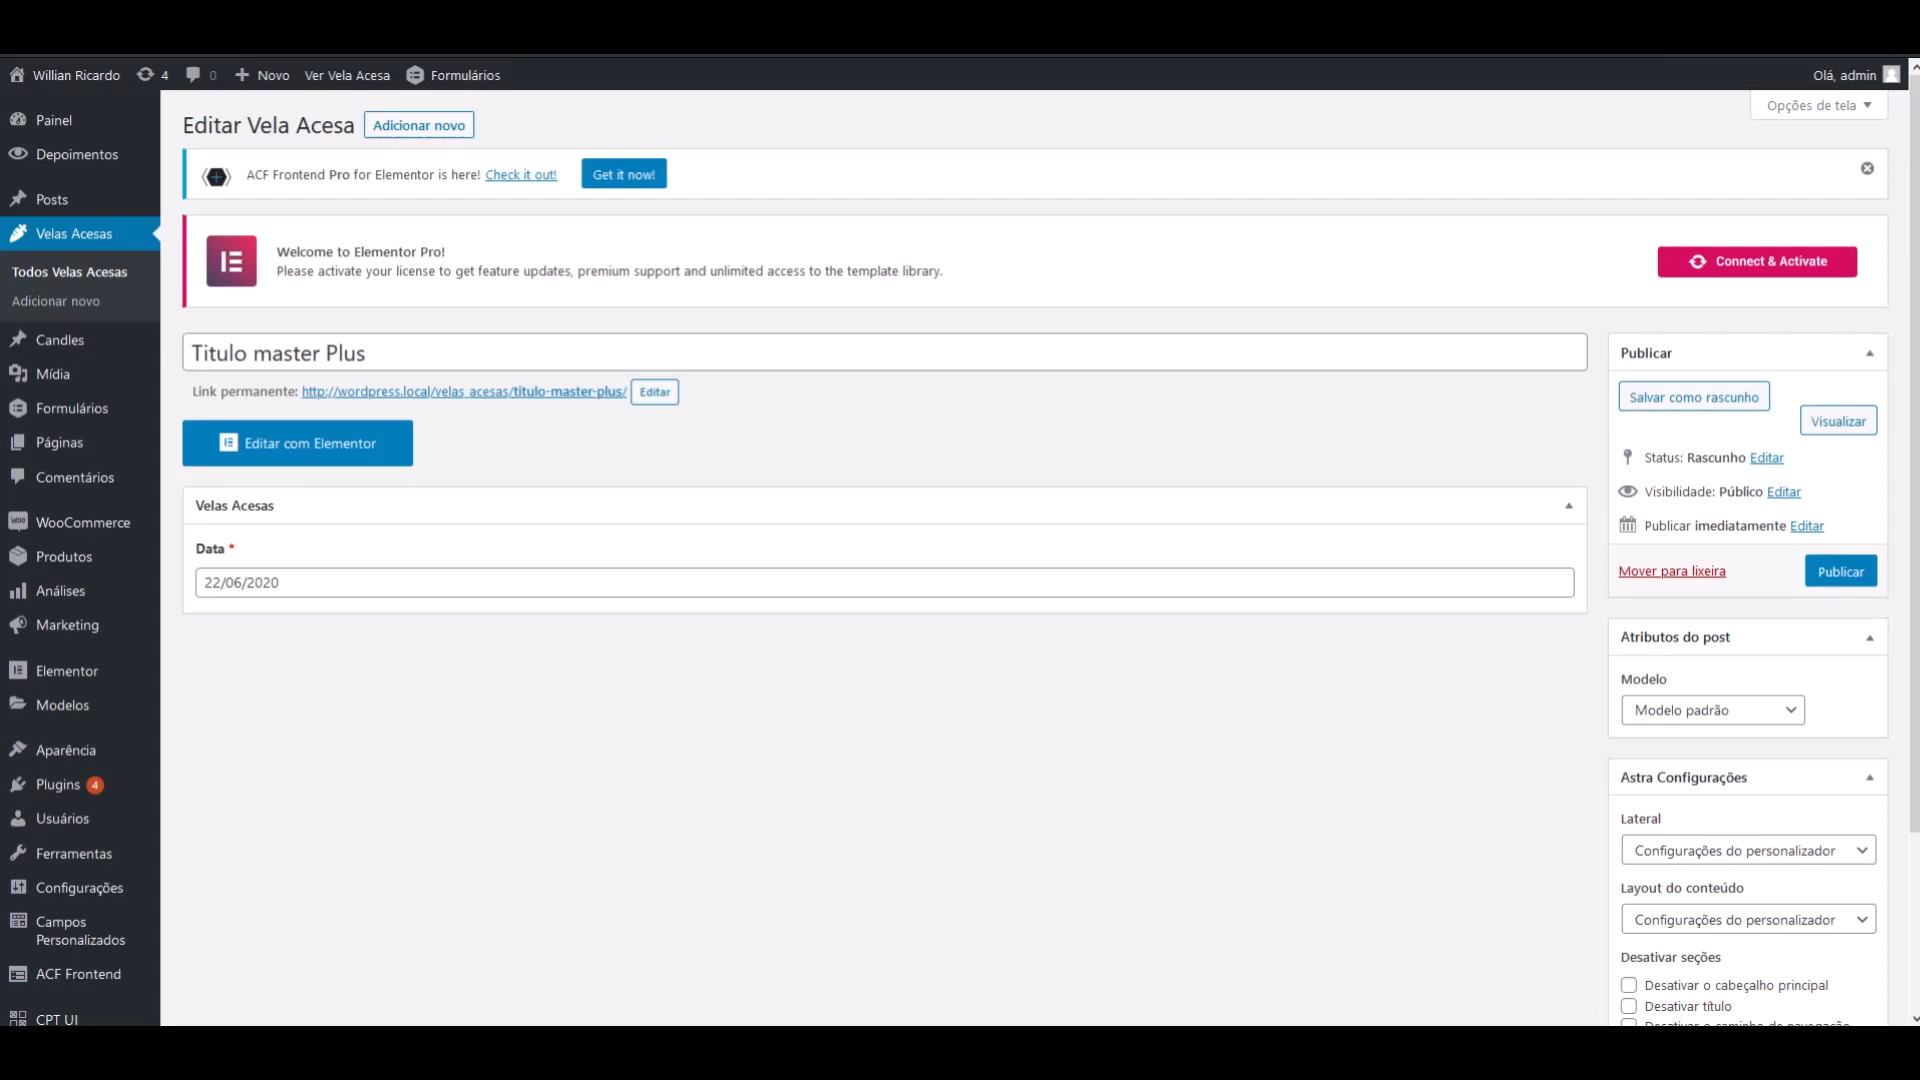 Willian Ricardo 4 0 Novo Ver Vela Acesa Formulários Olá, admin
Opções de tela
Painel
Depoimentos
Posts
Velas Acesas
Todos Velas Acesas
Adicionar novo
Candles
Mídia
Formulários
Páginas
Comentários
WooCommerce
Produtos
Análises
Marketing
Elementor
Modelos
Aparência
Plugins 4
Usuários
Ferramentas
Configurações
Campos
Personalizados
ACF Frontend
CPT UI
Editar Vela Acesa Adicionar novo
ACF Frontend Pro for Elementor is here! Check it out! Get it now!
Welcome to Elementor Pro!
Please activate your license to get feature updates, premium support and unlimited access to the template library.
Connect & Activate
Titulo master Plus
Link permanente: http://wordpress.local/velas_acesas/titulo-master-plus/ Editar
Editar com Elementor
Velas Acesas
Data *
22/06/2020
Publicar
Salvar como rascunho
Visualizar
Status: Rascunho Editar
Visibilidade: Público Editar
Publicar imediatamente Editar
Mover para lixeira Publicar
Atributos do post
Modelo
Modelo padrão
Astra Configurações
Lateral
Configurações do personalizador
Layout do conteúdo
Configurações do personalizador
Desativar seções
Desativar o cabeçalho principal
Desativar título
Desativar o caminho de navegação